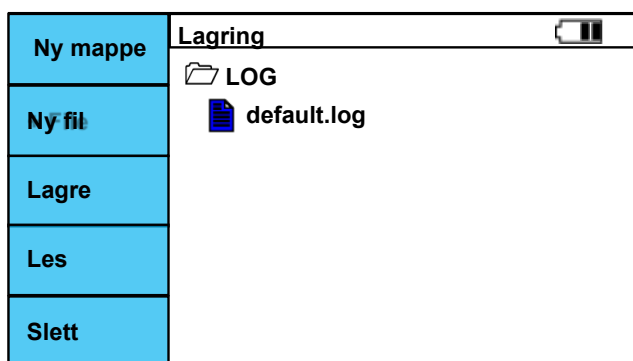 Ny mappe
Lagring
LOG
Ny fil
default.log
Lagre
Les
Slett